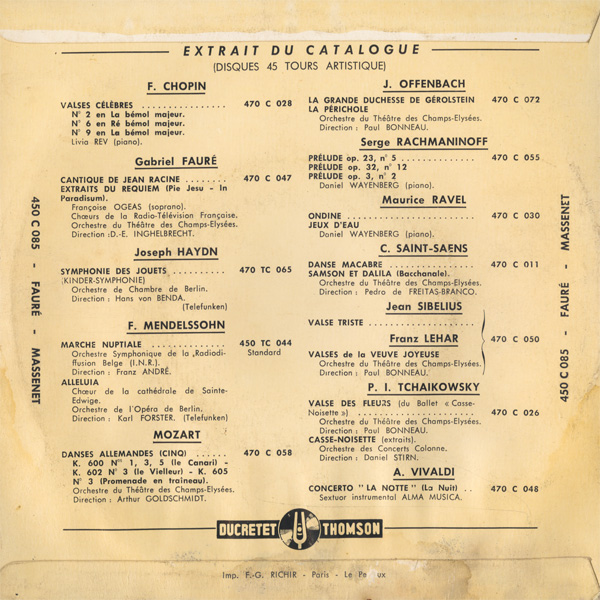 EXTRAIT DU CATALOGUE
(DISQUES 45 TOURS ARTISTIQUE)
F. CHOPIN
VALSES CÉLÈBRES ............... 470 C 028
N° 2 en La bémol majeur.
N° 6 en Ré bémol majeur.
N° 9 en La bémol majeur.
Livia REV (piano).
Gabriel FAURÉ
CANTIQUE DE JEAN RACINE ........ 470 C 047
EXTRAITS DU REQUIEM (Pie Jesu - In
Paradisum).
Françoise OGEAS (soprano).
Chœurs de la Radio-Télévision Française.
Orchestre du Théâtre des Champs-Elysées.
Direction : D.-E. INGHELBRECHT.
Joseph HAYDN
SYMPHONIE DES JOUETS .......... 470 TC 065
(KINDER-SYMPHONIE)
Orchestre de Chambre de Berlin.
Direction : Hans von BENDA.
(Telefunken)
F. MENDELSSOHN
MARCHE NUPTIALE ............... 450 TC 044
Orchestre Symphonique de la Radiodi- Standard
ffusion Belge (I.N.R.).
Direction : Franz ANDRÉ.
ALLELUIA
Chœur de la cathédrale de Sainte-
Edwige.
Orchestre de l'Opéra de Berlin.
Direction : Karl FORSTER. (Telefunken)
MOZART
DANSES ALLEMANDES (CINQ) ...... 470 C 058
K. 600 Nos 1, 3, 5 (le Canari) -
K. 602 N° 3 (le Vielleur) - K. 605
N° 3 (Promenade en traîneau).
Orchestre du Théâtre des Champs-Elysées.
Direction : Arthur GOLDSCHMIDT.
J. OFFENBACH
LA GRANDE DUCHESSE DE GÉROLSTEIN 470 C 072
LA PÉRICHOLE
Orchestre du Théâtre des Champs-Elysées.
Direction : Paul BONNEAU.
Serge RACHMANINOFF
PRÉLUDE op. 23, n° 5 ............... 470 C 055
PRÉLUDE op. 32, n° 12
PRÉLUDE op. 3, n° 2
Daniel WAYENBERG (piano).
Maurice RAVEL
ONDINE ........................ 470 C 030
JEUX D'EAU
Daniel WAYENBERG (piano).
C. SAINT-SAENS
DANSE MACABRE ................. 470 C 011
SAMSON ET DALILA (Bacchanale).
Orchestre du Théâtre des Champs-Elysées.
Direction : Pedro de FREITAS-BRANCO.
Jean SIBELIUS
VALSE TRISTE ..................
Franz LEHAR 470 C 050
VALSES de la VEUVE JOYEUSE
Orchestre du Théâtre des Champs-Elysées.
Direction : Paul BONNEAU.
P. I. TCHAIKOWSKY
VALSE DES FLEURS (du Ballet « Casse-
Noisette ») ..................... 470 C 026
Orchestre du Théâtre des Champs-Elysées.
Direction : Paul BONNEAU.
CASSE-NOISETTE (extraits).
Orchestre des Concerts Colonne.
Direction : Daniel STIRN.
A. VIVALDI
CONCERTO "LA NOTTE" (La Nuit) .. 470 C 048
Sextuor instrumental ALMA MUSICA.
450 C 085 - FAURÉ - MASSENET
450 C 085 - FAURÉ - MASSENET
DUCRETET THOMSON
Imp. F.-G. RICHIR - Paris - Le